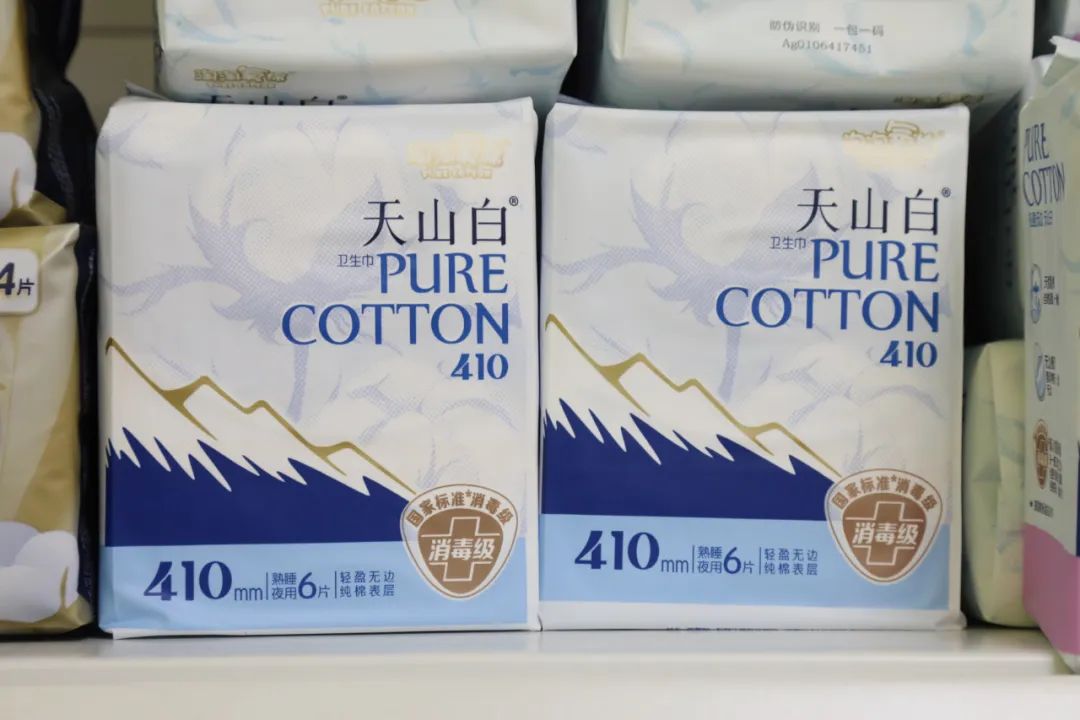 防伪识别 一包一码
Ag0106417451
天山白®
4片
天山白®
卫生巾
PURE
COTTON
410
国家标准*消毒级
消毒级
410mm
熟睡
夜用
6片
轻盈无边
纯棉表层
天山白®
卫生巾
PURE
COTTON
410
国家标准*消毒级
消毒级
410mm
熟睡
夜用
6片
轻盈无边
纯棉表层
PURE
COTTON